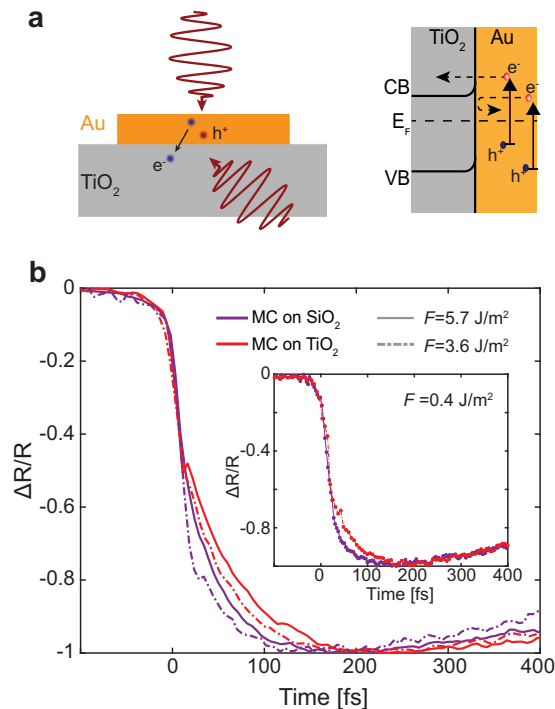 a
Au
h⁺
e⁻
TiO₂
TiO₂ Au
CB
E_F
VB
e⁻
e⁻
h⁺
h⁺
b
MC on SiO₂
MC on TiO₂
F=5.7 J/m²
F=3.6 J/m²
ΔR/R
0
-0.2
-0.4
-0.6
-0.8
-1
0 100 200 300 400
Time [fs]
F =0.4 J/m²
ΔR/R
0
-0.4
-0.8
0 100 200 300 400
Time [fs]